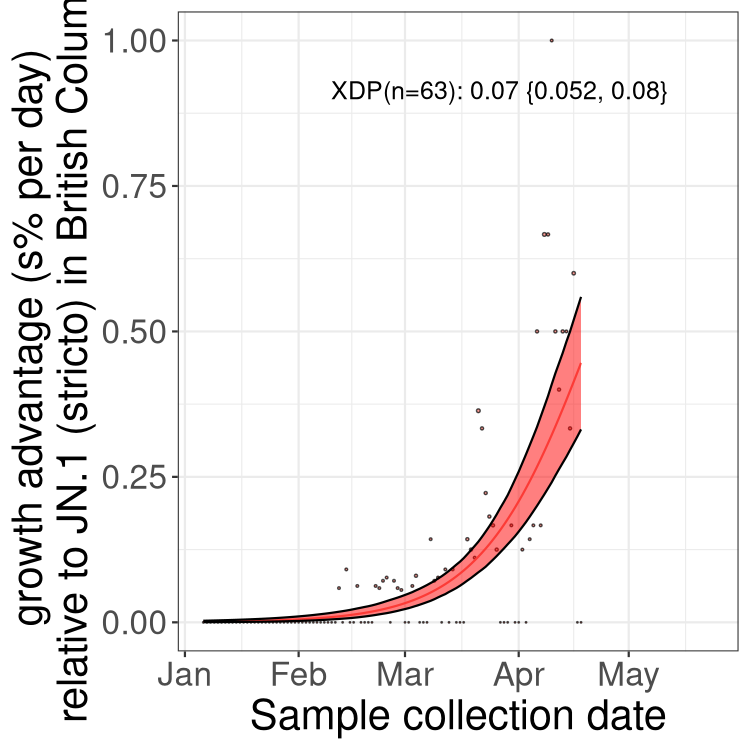 growth advantage (s% per day)
relative to JN.1 (stricto) in British Colum
1.00
0.75
0.50
0.25
0.00
XDP(n=63): 0.07 {0.052, 0.08}
Jan Feb Mar Apr May
Sample collection date